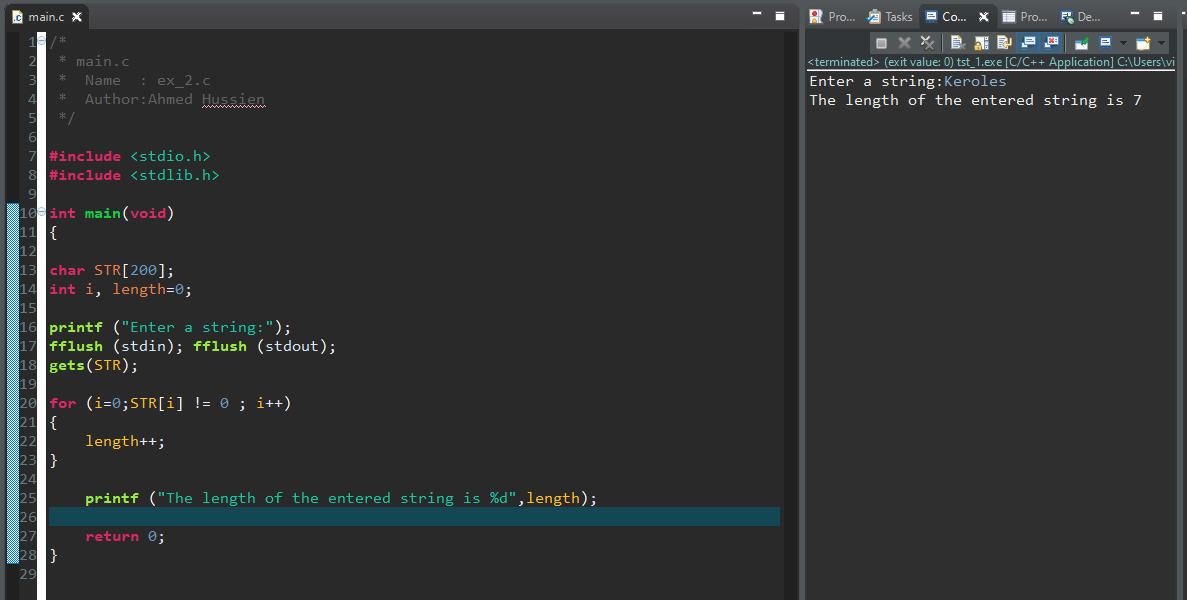 main.c
1 /*
2  * main.c
3  *  Name  : ex_2.c
4  *  Author:Ahmed Hussien
5  */
6
7 #include <stdio.h>
8 #include <stdlib.h>
9
10 int main(void)
11 {
12
13 char STR[200];
14 int i, length=0;
15
16 printf ("Enter a string:");
17 fflush (stdin); fflush (stdout);
18 gets(STR);
19
20 for (i=0;STR[i] != 0 ; i++)
21 {
22     length++;
23 }
24
25     printf ("The length of the entered string is %d",length);
26
27     return 0;
28 }
29
Pro... Tasks Co... Pro... De...
<terminated> (exit value: 0) tst_1.exe [C/C++ Application] C:\Users\vi
Enter a string:Keroles
The length of the entered string is 7